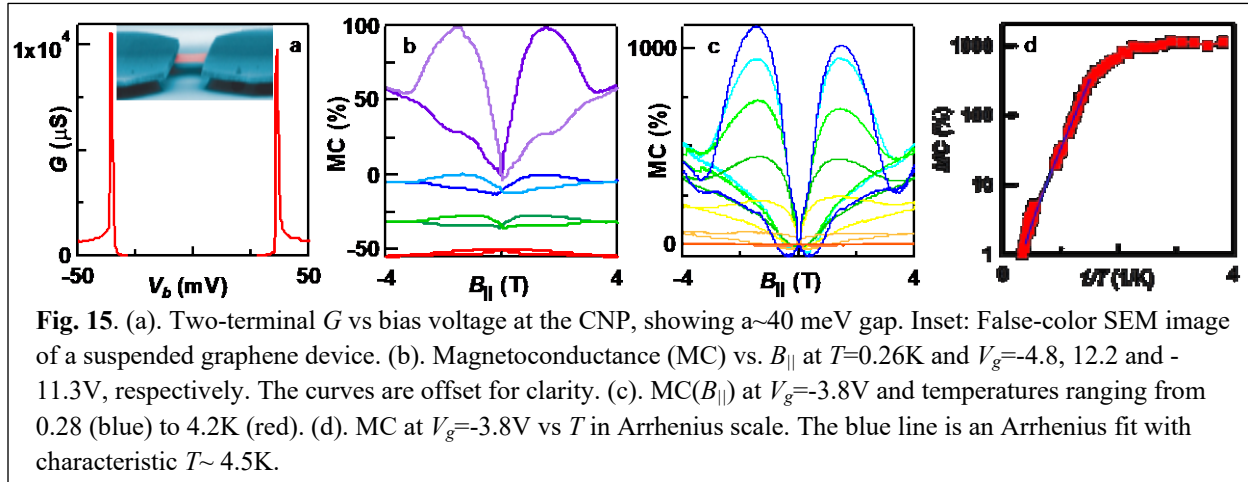 1x10⁴
a
G (µS)
0
-50
V_b (mV)
50
b
100
MC (%)
50
0
-50
-4
B_|| (T)
4
c
1000
MC (%)
0
-4
B_|| (T)
4
d
1000
100
10
1
MC (%)
0
1/T (1/K)
4
Fig. 15. (a). Two-terminal G vs bias voltage at the CNP, showing a~40 meV gap. Inset: False-color SEM image
of a suspended graphene device. (b). Magnetoconductance (MC) vs. B_|| at T=0.26K and V_g=-4.8, 12.2 and -
11.3V, respectively. The curves are offset for clarity. (c). MC(B_||) at V_g=-3.8V and temperatures ranging from
0.28 (blue) to 4.2K (red). (d). MC at V_g=-3.8V vs T in Arrhenius scale. The blue line is an Arrhenius fit with
characteristic T~ 4.5K.